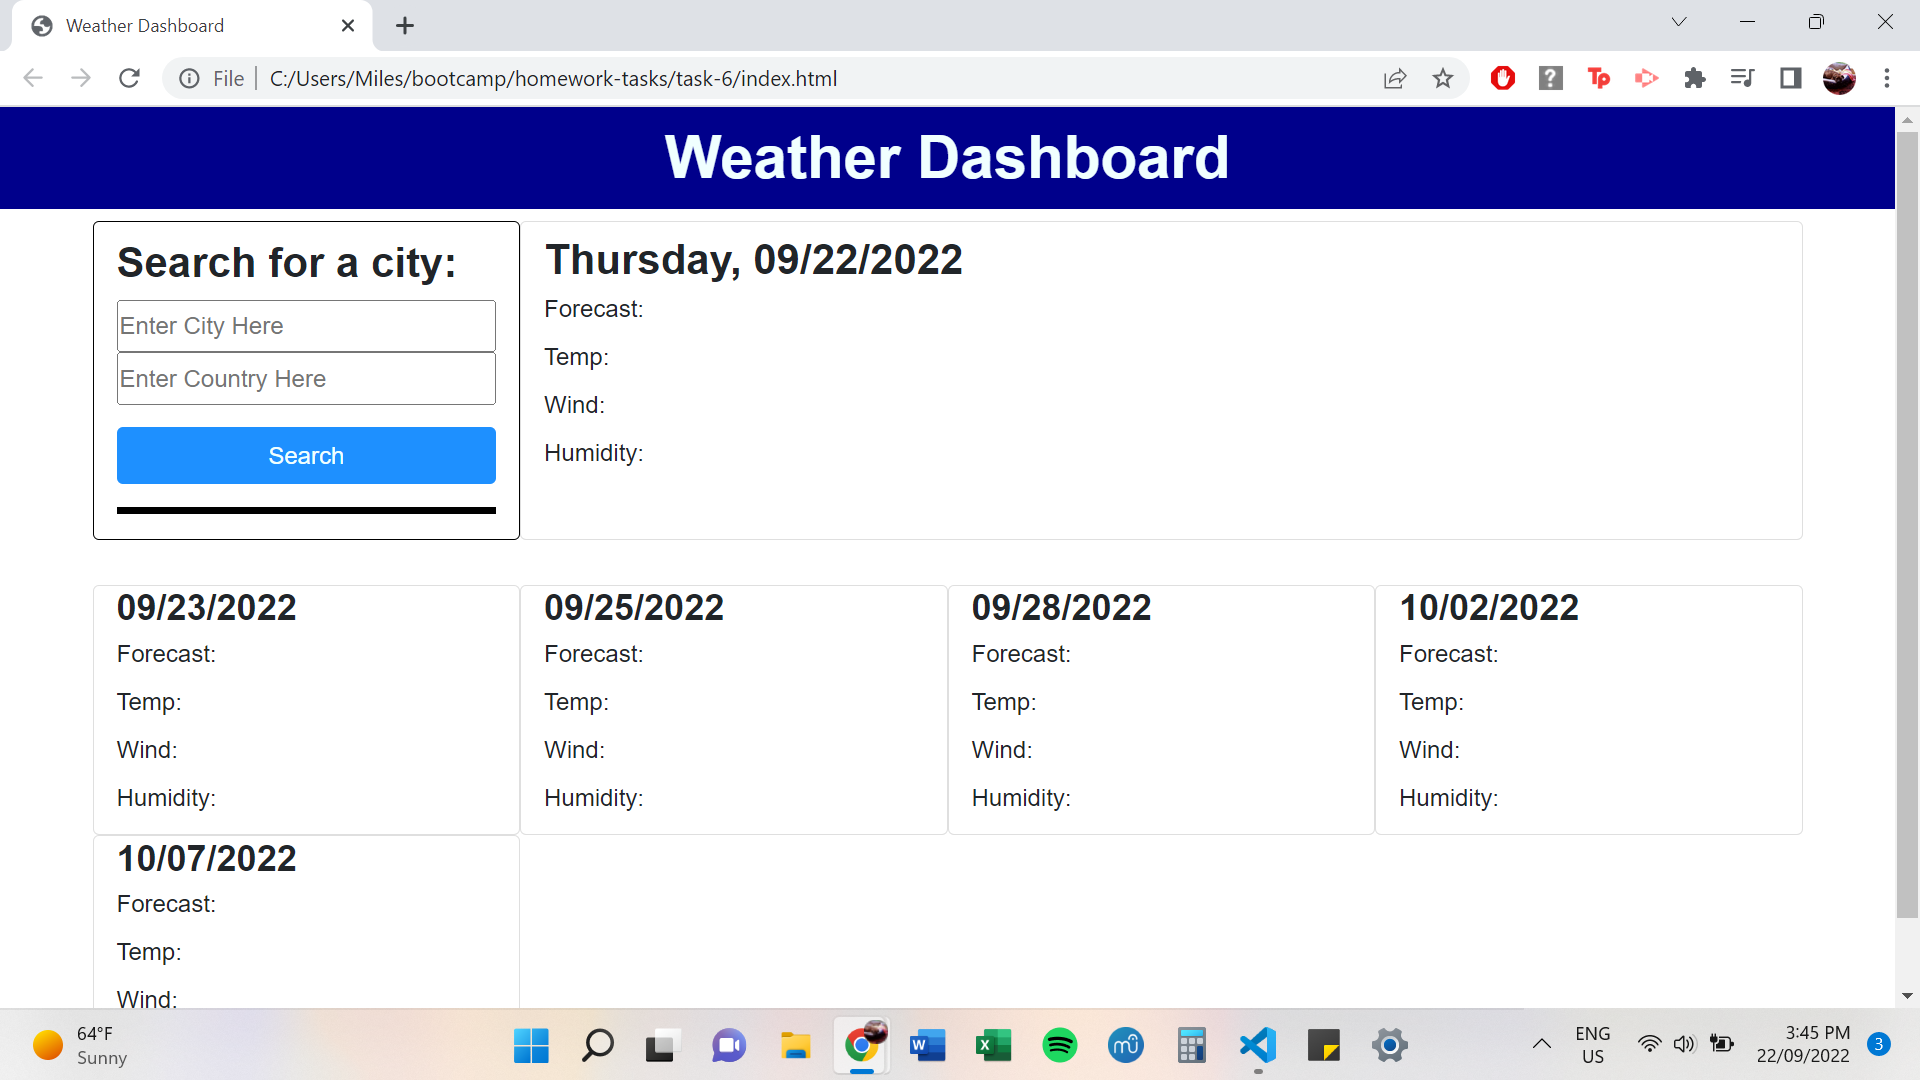 Weather Dashboard
File
C:/Users/Miles/bootcamp/homework-tasks/task-6/index.html
Tp
Weather Dashboard
Search for a city:
Enter City Here
Enter Country Here
Search
Thursday, 09/22/2022
Forecast:
Temp:
Wind:
Humidity:
09/23/2022
Forecast:
Temp:
Wind:
Humidity:
09/25/2022
Forecast:
Temp:
Wind:
Humidity:
09/28/2022
Forecast:
Temp:
Wind:
Humidity:
10/02/2022
Forecast:
Temp:
Wind:
Humidity:
10/07/2022
Forecast:
Temp:
Wind:
64°F
Sunny
W
X
ENG
US
3:45 PM
22/09/2022
3